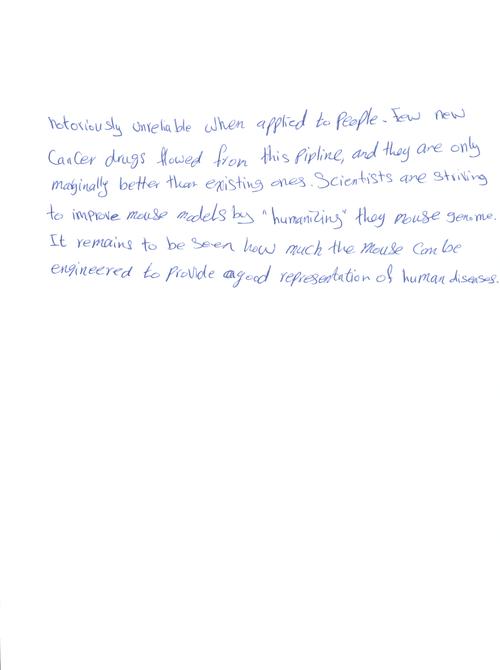 notoriously unreliable when applied to People. Few new
Cancer drugs flowed from this Pipline, and they are only
marginally better than existing ones. Scientists are striving
to improve mouse models by "humanizing" they mouse genome.
It remains to be seen how much the mouse can be
engineered to provide a good representation of human diseases.